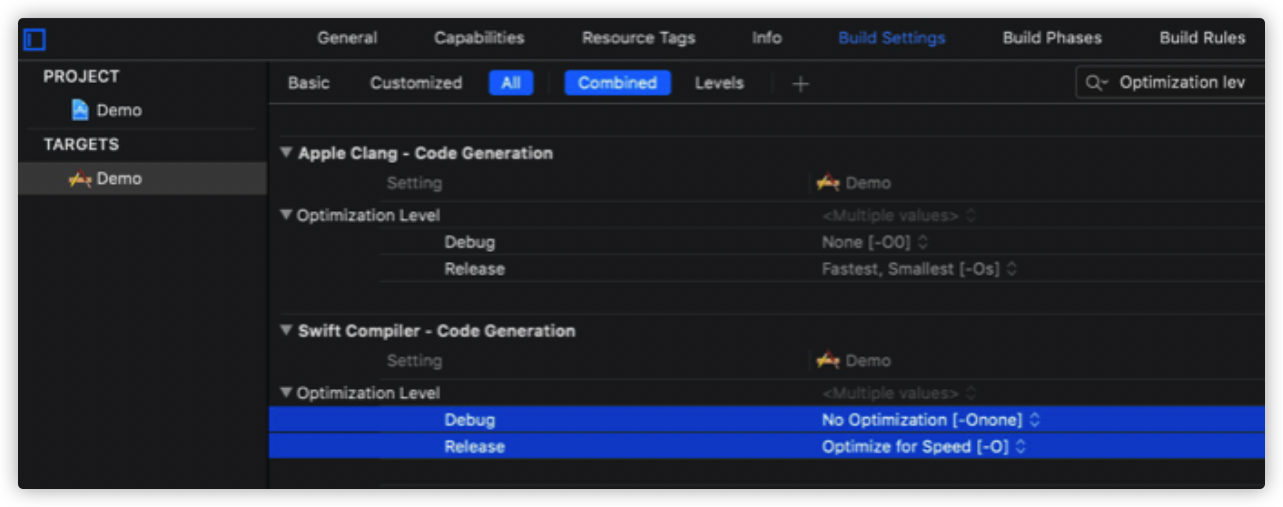 General Capabilities Resource Tags Info Build Settings Build Phases Build Rules
PROJECT
Demo
TARGETS
Demo
Basic Customized All Combined Levels + Optimization lev
Apple Clang - Code Generation
Setting Demo
Optimization Level <Multiple values>
Debug None [-O0]
Release Fastest, Smallest [-Os]
Swift Compiler - Code Generation
Setting Demo
Optimization Level <Multiple values>
Debug No Optimization [-Onone]
Release Optimize for Speed [-O]